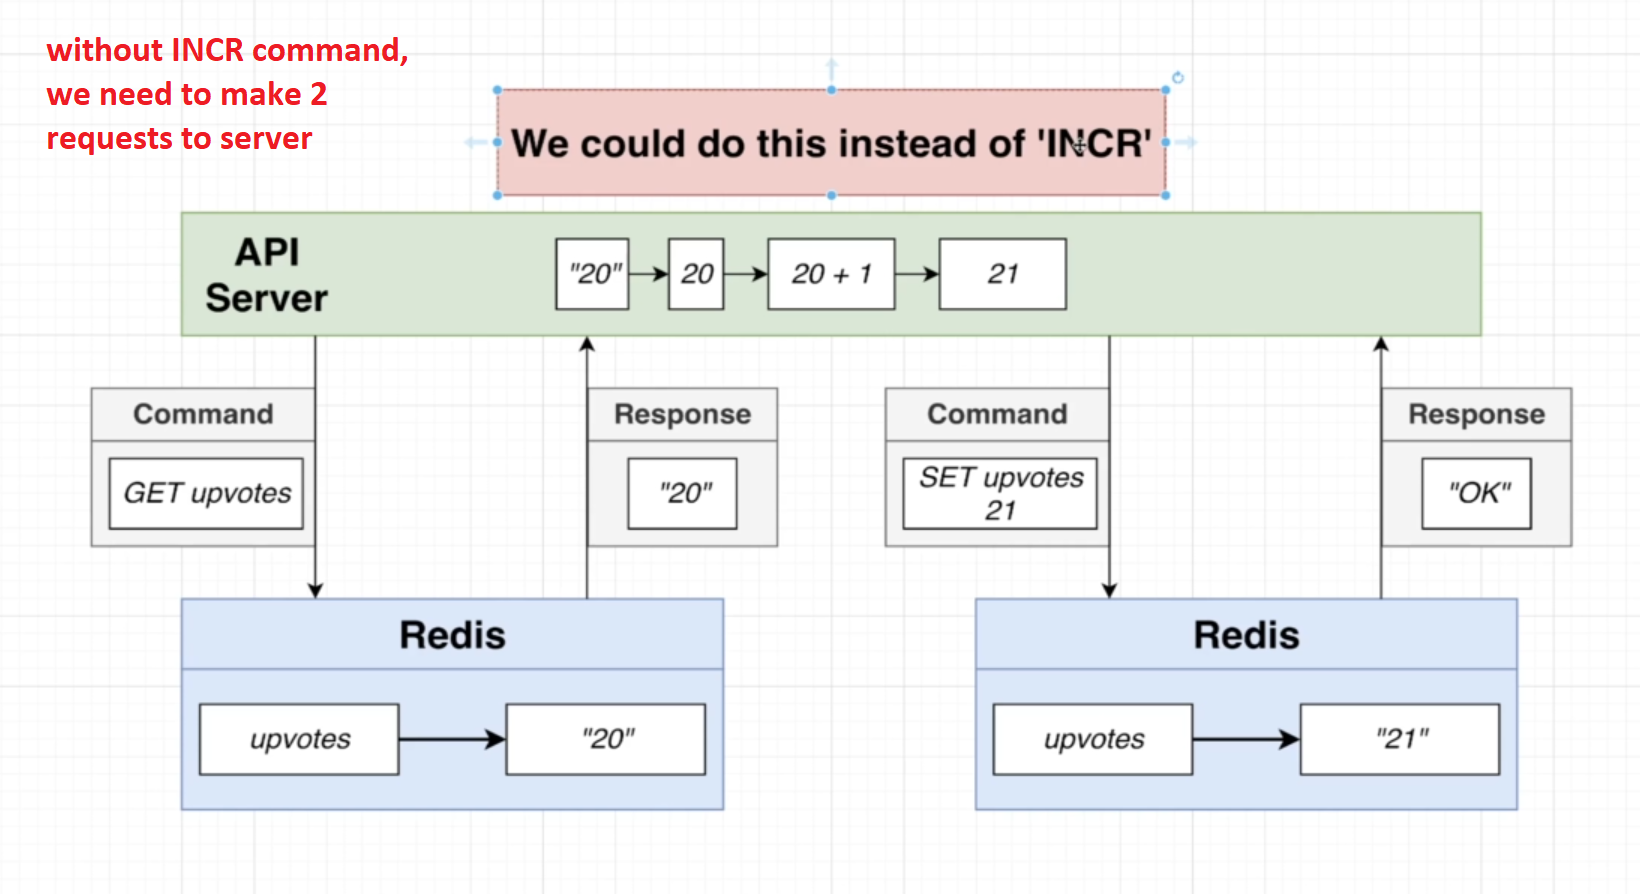 without INCR command,
we need to make 2
requests to server
We could do this instead of 'INCR'
API
Server
"20"
20
20 + 1
21
Command
GET upvotes
Response
"20"
Command
SET upvotes
21
Response
"OK"
Redis
upvotes
"20"
Redis
upvotes
"21"